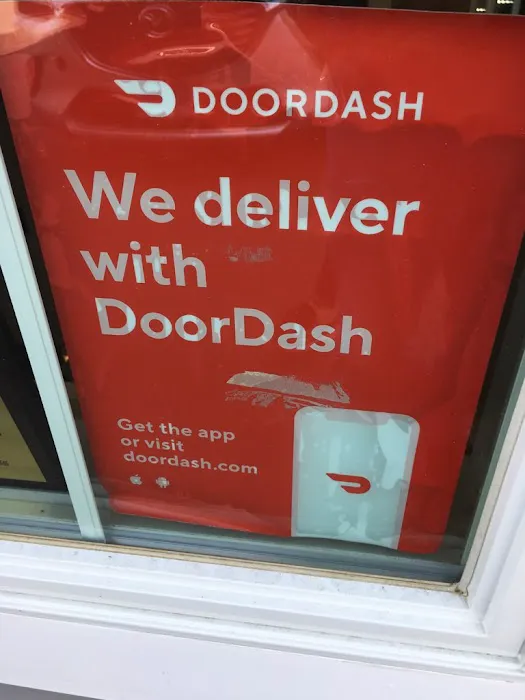 DOORDASH
We deliver
with
DoorDash
Get the app
or visit
doordash.com